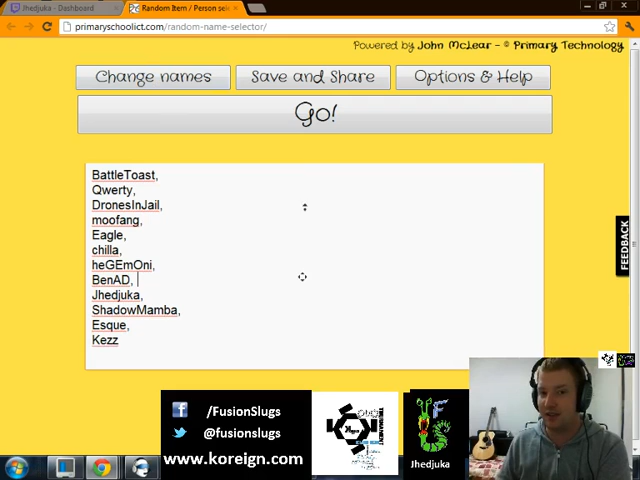 Jhedjuka - Dashboard
Random Item / Person sele
primaryschoolict.com/random-name-selector/
Powered by John McLear - © Primary Technology
Change names
Save and Share
Options & Help
Go!
BattleToast,
Qwerty,
DronesInJail,
moofang,
Eagle,
chilla,
heGEmOni,
BenAD,
Jhedjuka,
ShadowMamba,
Esque,
Kezz
FEEDBACK
/FusionSlugs
@fusionslugs
www.koreign.com
Jhedjuka